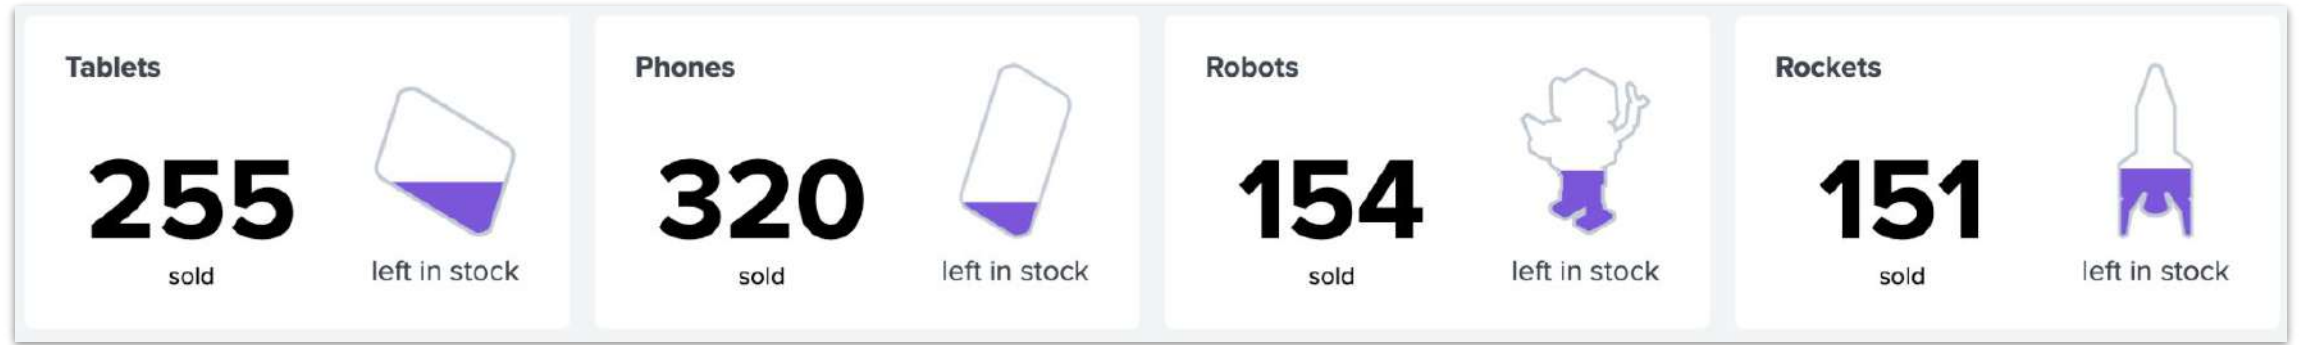 Tablets
255
sold
left in stock
Phones
320
sold
left in stock
Robots
154
sold
left in stock
Rockets
151
sold
left in stock